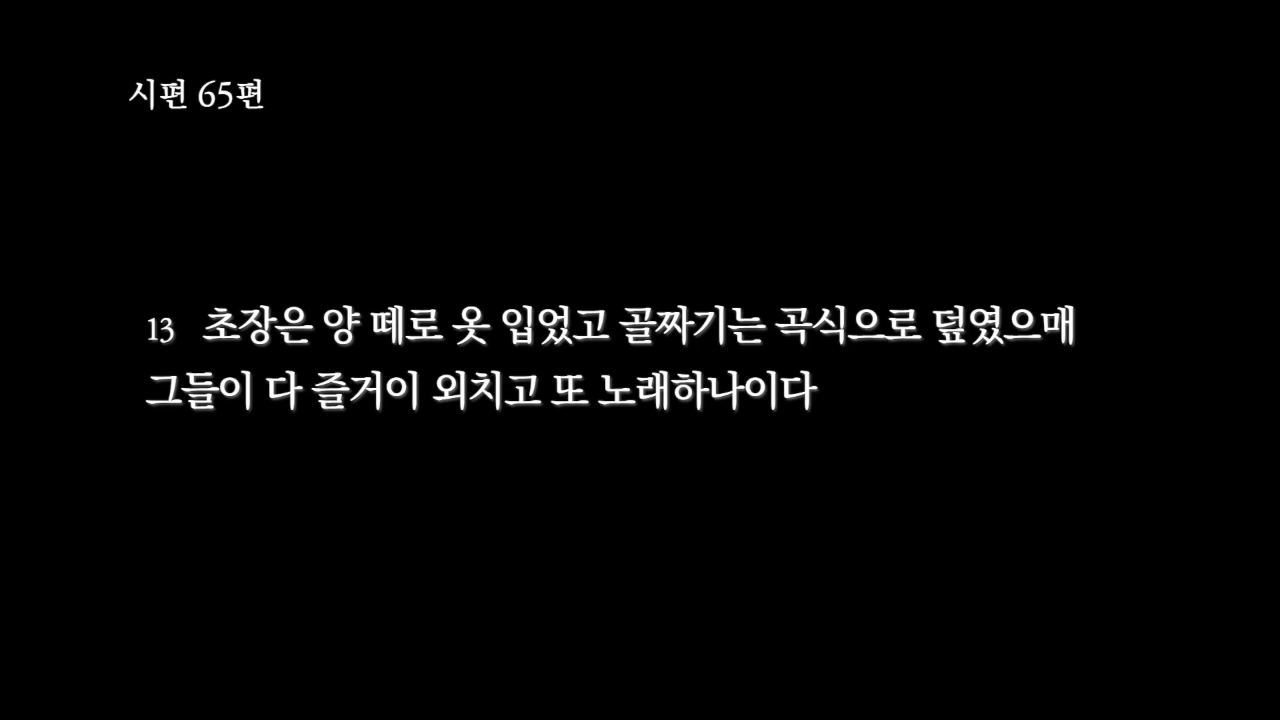 시편 65편
13 초장은 양 떼로 옷 입었고 골짜기는 곡식으로 덮였으매
그들이 다 즐거이 외치고 또 노래하나이다